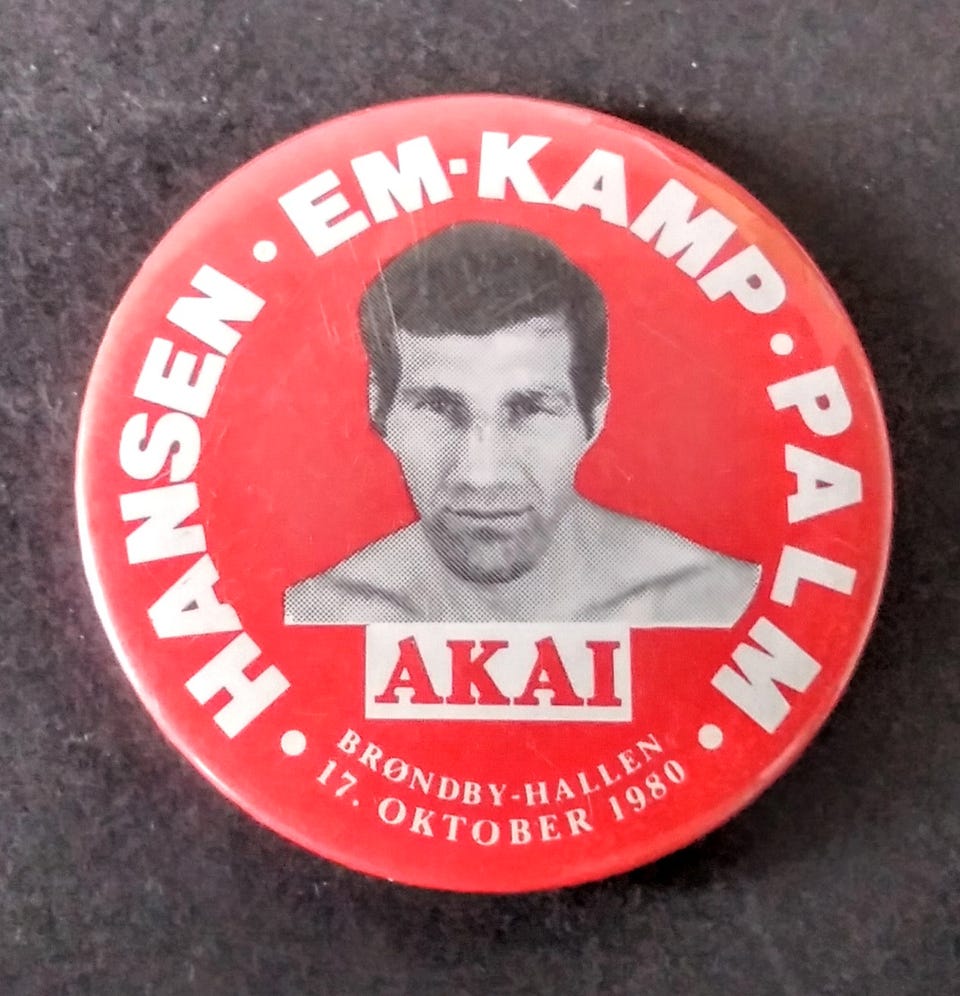 HANSEN · EM-KAMP · PALM
AKAI
BRØNDBY-HALLEN
17. OKTOBER 1980